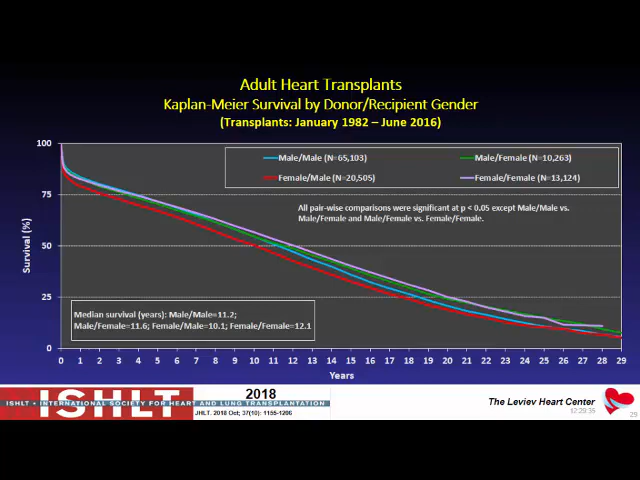 Adult Heart Transplants
Kaplan-Meier Survival by Donor/Recipient Gender
(Transplants: January 1982 – June 2016)
Male/Male (N=65,103)
Male/Female (N=10,263)
Female/Male (N=20,505)
Female/Female (N=13,124)
All pair-wise comparisons were significant at p < 0.05 except Male/Male vs.
Male/Female and Male/Female vs. Female/Female.
Survival (%)
100
75
50
25
0
Median survival (years): Male/Male=11.2;
Male/Female=11.6; Female/Male=10.1; Female/Female=12.1
0 1 2 3 4 5 6 7 8 9 10 11 12 13 14 15 16 17 18 19 20 21 22 23 24 25 26 27 28 29
Years
ISHLT
ISHLT • INTERNATIONAL SOCIETY FOR HEART AND LUNG TRANSPLANTATION
2018
JHLT. 2018 Oct; 37(10): 1155-1206
The Leviev Heart Center
12:29:35
29